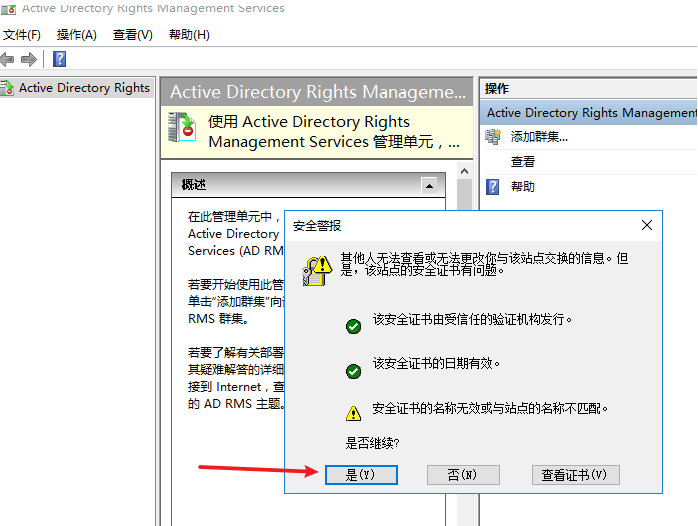 Active Directory Rights Management Services
文件(F) 操作(A) 查看(V) 帮助(H)
Active Directory Rights
Active Directory Rights Manageme...
使用 Active Directory Rights
Management Services 管理单元，...
概述
在此管理单元中，
Active Directory
Services (AD RM
若要开始使用此管
单击“添加群集”向
RMS 群集。
若要了解有关部署
其疑难解答的详细
接到 Internet，查
的 AD RMS 主题。
操作
Active Directory Rights Management
添加群集...
查看
帮助
安全警报
其他人无法查看或无法更改你与该站点交换的信息。但
是，该站点的安全证书有问题。
该安全证书由受信任的验证机构发行。
该安全证书的日期有效。
安全证书的名称无效或与站点的名称不匹配。
是否继续?
是(Y) 否(N) 查看证书(V)